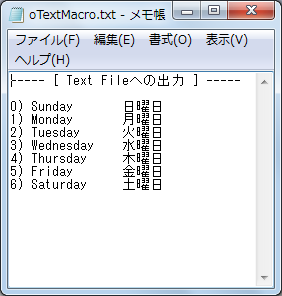 oTextMacro.txt - メモ帳
ファイル(F) 編集(E) 書式(O) 表示(V)
ヘルプ(H)
----- [ Text Fileへの出力 ] -----
0) Sunday 日曜日
1) Monday 月曜日
2) Tuesday 火曜日
3) Wednesday 水曜日
4) Thursday 木曜日
5) Friday 金曜日
6) Saturday 土曜日